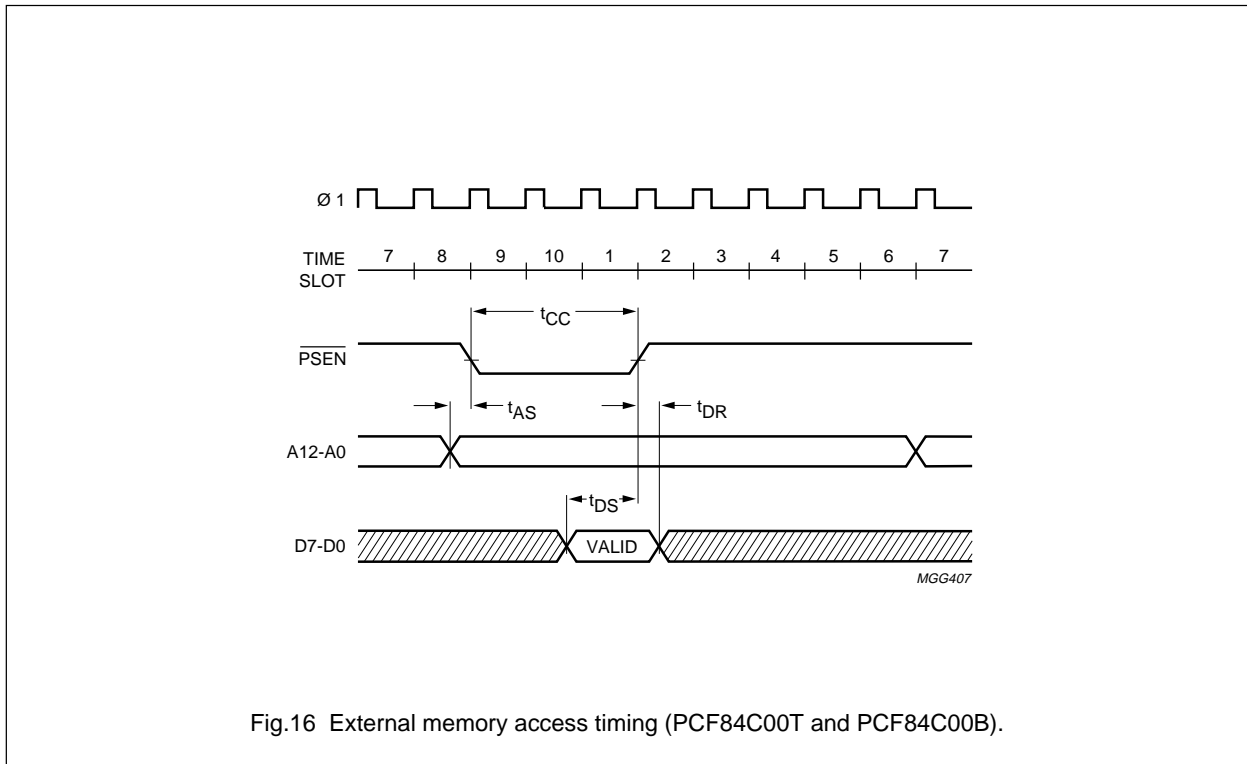 Ø 1
TIME SLOT
7 8 9 10 1 2 3 4 5 6 7
tCC
PSEN
tAS
tDR
A12-A0
tDS
D7-D0
VALID
MGG407
Fig.16 External memory access timing (PCF84C00T and PCF84C00B).